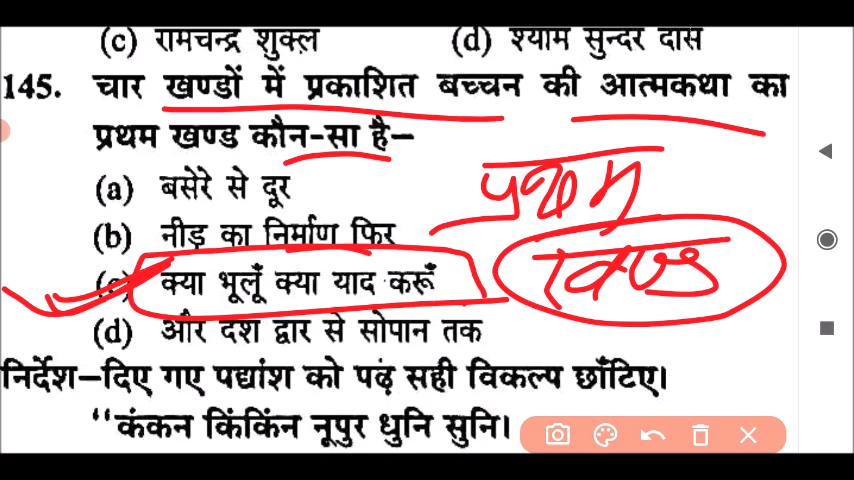 (c) रामचन्द्र शुक्ल (d) श्याम सुन्दर दास
145. चार खण्डों में प्रकाशित बच्चन की आत्मकथा का
प्रथम खण्ड कौन-सा है–
(a) बसेरे से दूर
(b) नीड़ का निर्माण फिर
(c) क्या भूलूँ क्या याद करूँ
(d) और दश द्वार से सोपान तक
प्रथम
खण्ड
निर्देश–दिए गए पद्यांश को पढ़ं सही विकल्प छाँटिए।
“कंकन किंकिंन नूपुर धुनि सुनि।